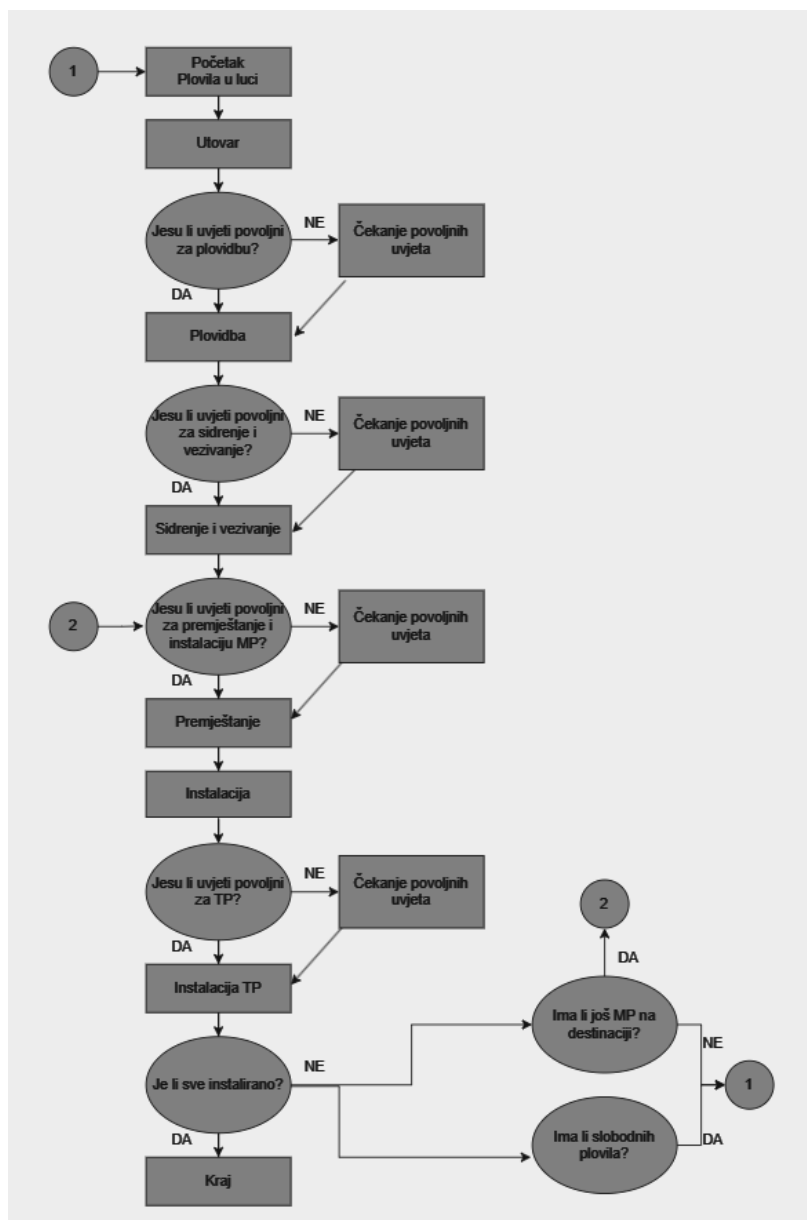 1
Početak
Plovila u luci
Utovar
Jesu li uvjeti povoljni
za plovidbu?
NE
Čekanje povoljnih
uvjeta
DA
Plovidba
Jesu li uvjeti povoljni
za sidrenje i
vezivanje?
NE
Čekanje povoljnih
uvjeta
DA
Sidrenje i vezivanje
2
Jesu li uvjeti povoljni
za premještanje i
instalaciju MP?
NE
Čekanje povoljnih
uvjeta
DA
Premještanje
Instalacija
Jesu li uvjeti povoljni
za TP?
NE
Čekanje povoljnih
uvjeta
DA
Instalacija TP
Je li sve instalirano?
NE
DA
Kraj
2
DA
Ima li još MP na
destinaciji?
NE
1
Ima li slobodnih
plovila?
DA